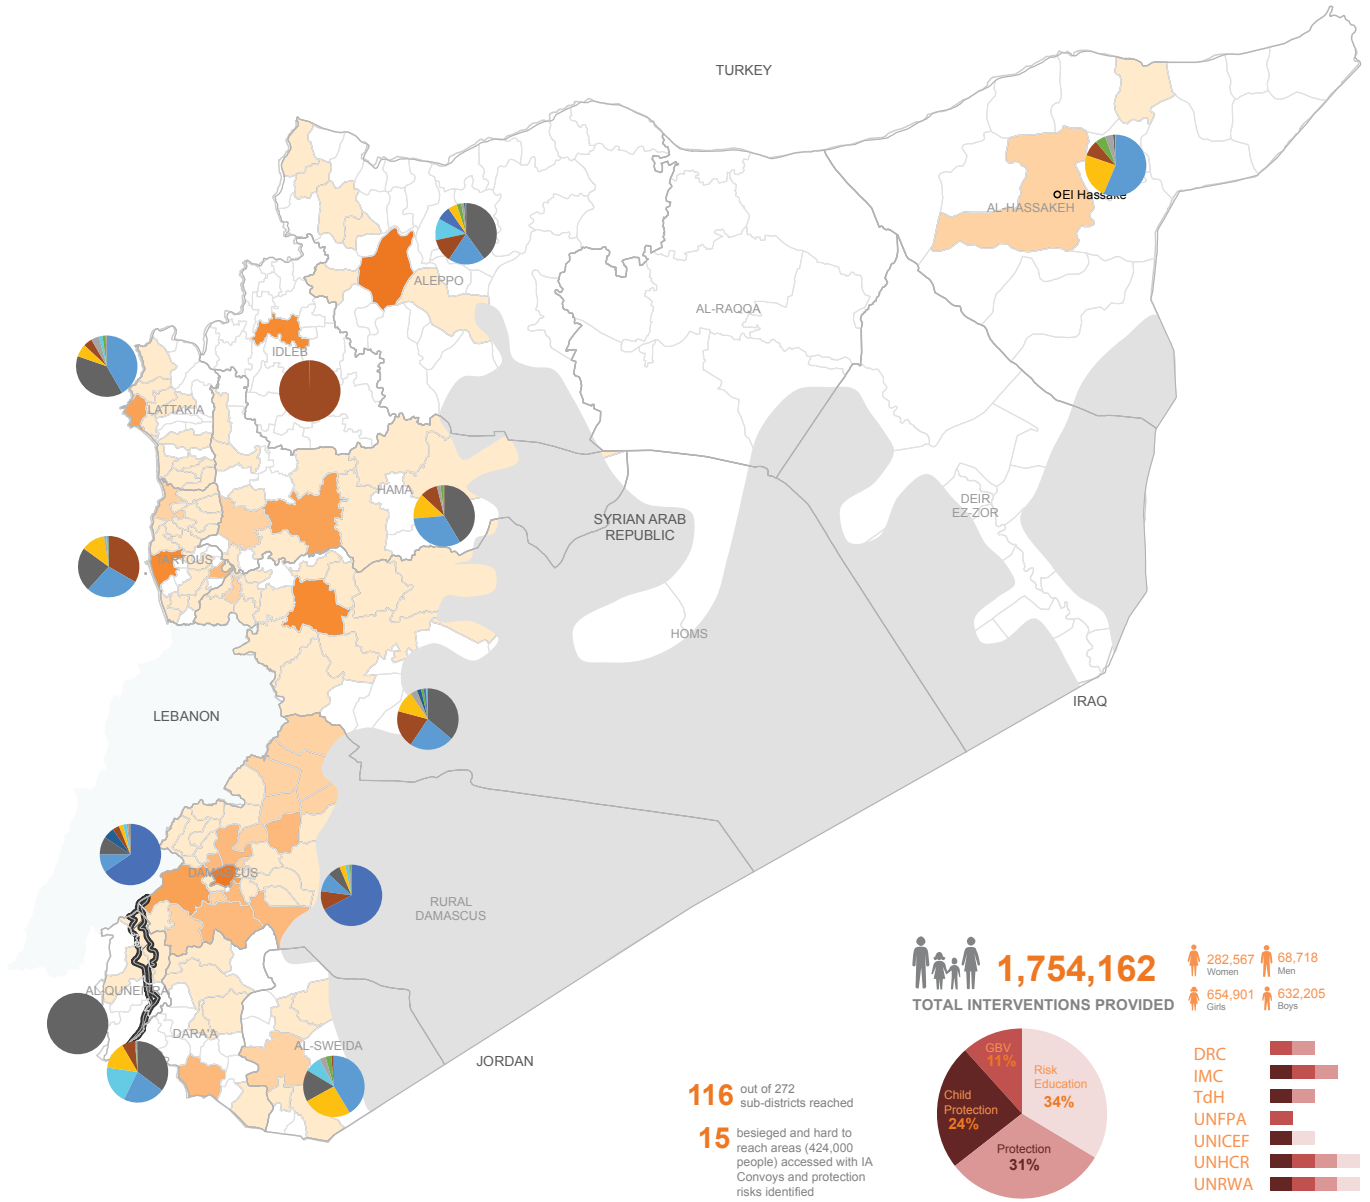 TURKEY
El Hassake
AL-HASSAKEH
ALEPPO
AL-RAQQA
IDLEB
LATTAKIA
HAMA
DEIR
EZ-ZOR
SYRIAN ARAB
REPUBLIC
TARTOUS
HOMS
IRAQ
LEBANON
DAMASCUS
RURAL
DAMASCUS
AL-QUNEITRA
DARA'A
AL-SWEIDA
JORDAN
1,754,162
TOTAL INTERVENTIONS PROVIDED
282,567
Women
68,718
Men
654,901
Girls
632,205
Boys
116 out of 272
sub-districts reached
15 besieged and hard to
reach areas (424,000
people) accessed with IA
Convoys and protection
risks identified
GBV
11%
Risk
Education
34%
Child
Protection
24%
Protection
31%
DRC
IMC
TdH
UNFPA
UNICEF
UNHCR
UNRWA